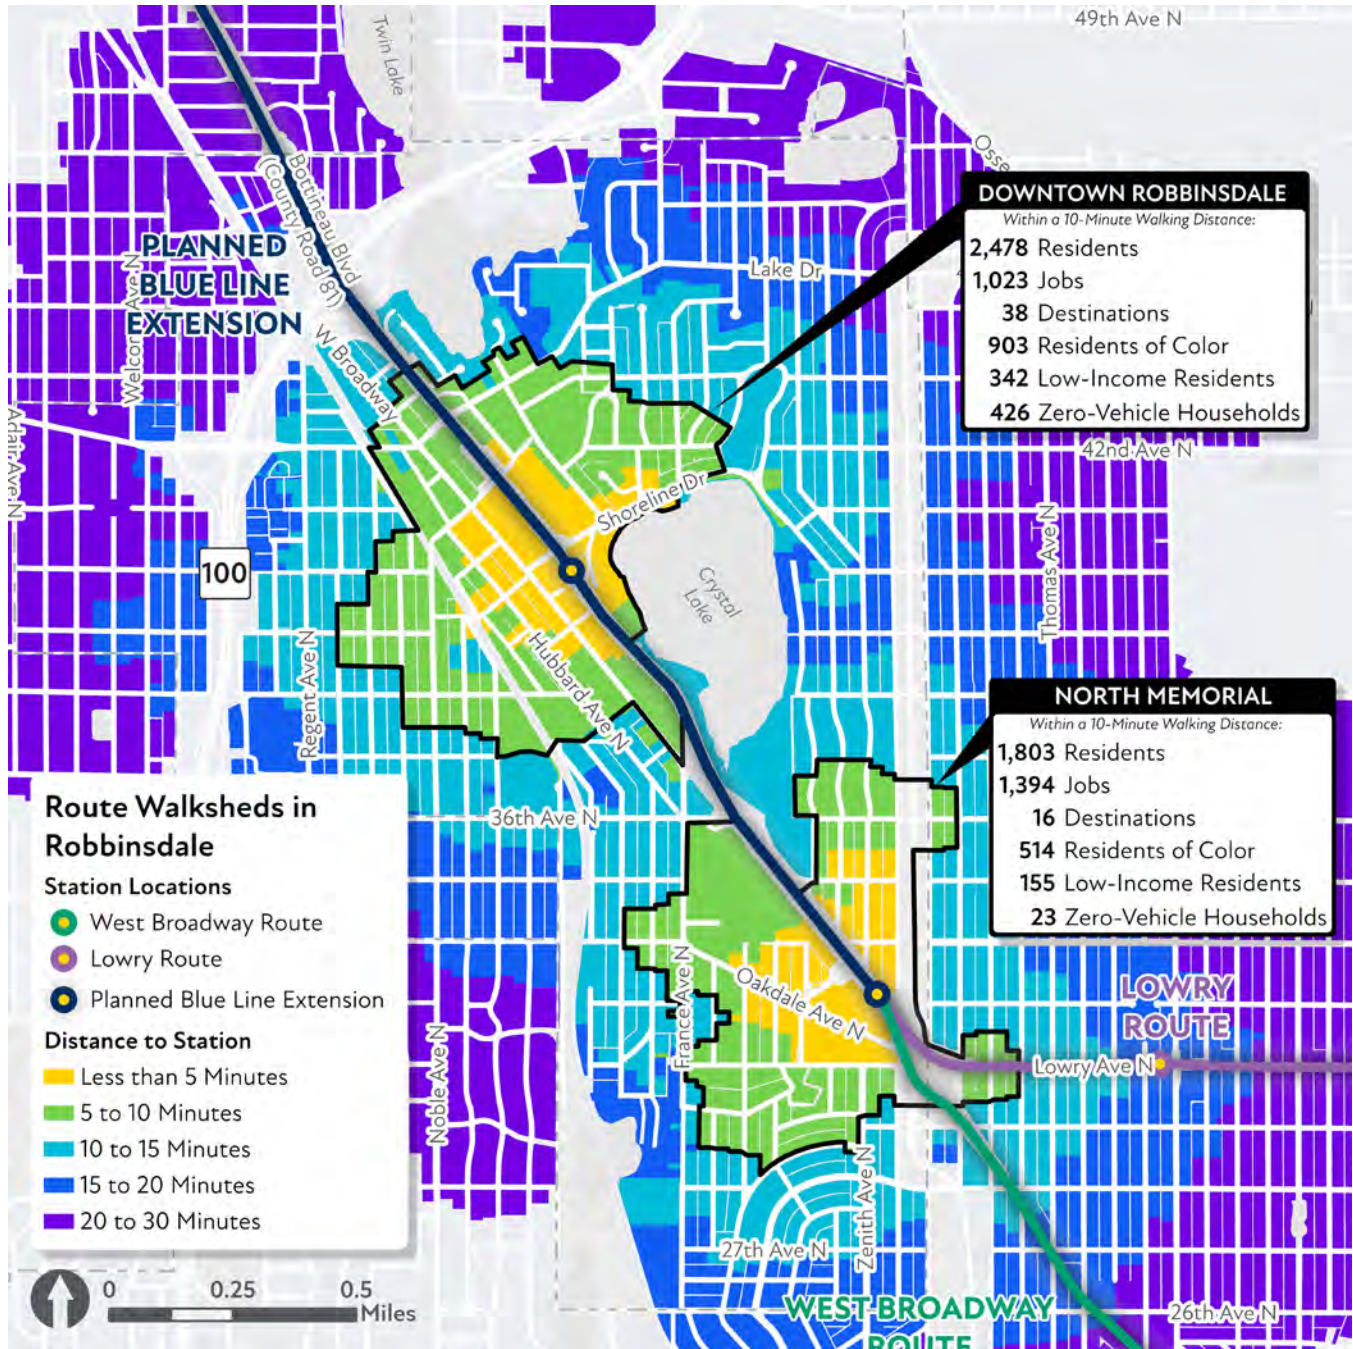 49th Ave N
Twin Lake
Osse
Bottineau Blvd
(County Road 81)
PLANNED
BLUE LINE
EXTENSION
Welcom Ave N
W Broadway
Lake Dr
DOWNTOWN ROBBINSDALE
Within a 10-Minute Walking Distance:
2,478 Residents
1,023 Jobs
38 Destinations
903 Residents of Color
342 Low-Income Residents
426 Zero-Vehicle Households
42nd Ave N
Adair Ave N
Shoreline Dr
100
Crystal
Lake
Thomas Ave N
Regent Ave N
Hubbard Ave N
NORTH MEMORIAL
Within a 10-Minute Walking Distance:
1,803 Residents
1,394 Jobs
16 Destinations
514 Residents of Color
155 Low-Income Residents
23 Zero-Vehicle Households
36th Ave N
Route Walksheds in
Robbinsdale
Station Locations
West Broadway Route
Lowry Route
Planned Blue Line Extension
Distance to Station
Less than 5 Minutes
5 to 10 Minutes
10 to 15 Minutes
15 to 20 Minutes
20 to 30 Minutes
France Ave N
Oakdale Ave N
LOWRY
ROUTE
Lowry Ave N
Noble Ave N
Zenith Ave N
27th Ave N
WEST BROADWAY
ROUTE
26th Ave N
0 0.25 0.5
Miles